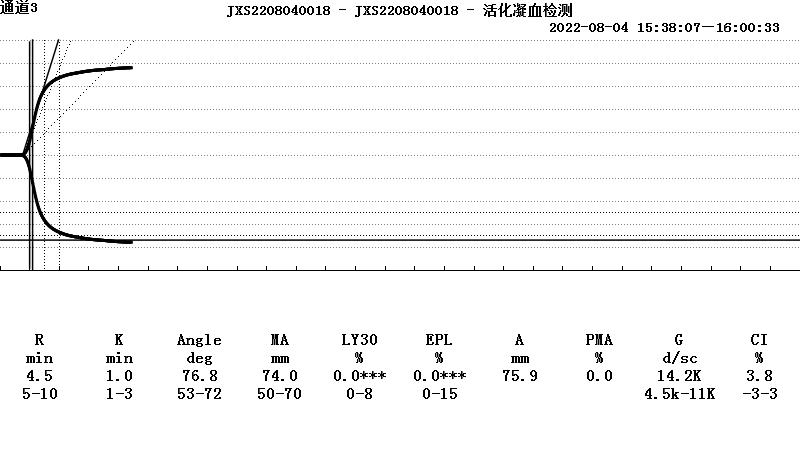 通道3
JXS2208040018 - JXS2208040018 - 活化凝血检测
2022-08-04 15:38:07—16:00:33
R K Angle MA LY30 EPL A PMA G CI
min min deg mm % % mm % d/sc %
4.5 1.0 76.8 74.0 0.0*** 0.0*** 75.9 0.0 14.2K 3.8
5-10 1-3 53-72 50-70 0-8 0-15 4.5k-11K -3-3